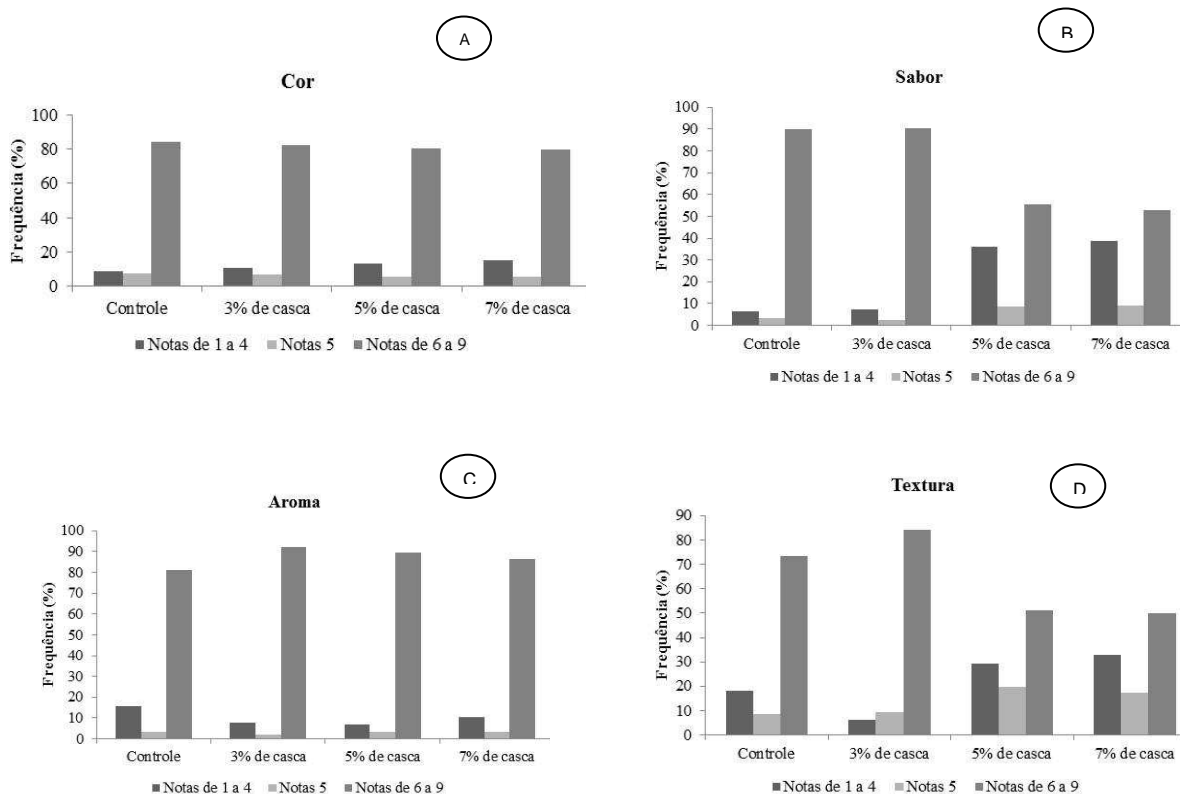 A
Cor
Frequência (%)
100
80
60
40
20
0
Controle 3% de casca 5% de casca 7% de casca
Notas de 1 a 4 Notas 5 Notas de 6 a 9
B
Sabor
Frequência (%)
100
90
80
70
60
50
40
30
20
10
0
Controle 3% de casca 5% de casca 7% de casca
Notas de 1 a 4 Notas 5 Notas de 6 a 9
C
Aroma
Frequência (%)
100
90
80
70
60
50
40
30
20
10
0
Controle 3% de casca 5% de casca 7% de casca
Notas de 1 a 4 Notas 5 Notas de 6 a 9
D
Textura
Frequência (%)
90
80
70
60
50
40
30
20
10
0
Controle 3% de casca 5% de casca 7% de casca
Notas de 1 a 4 Notas 5 Notas de 6 a 9